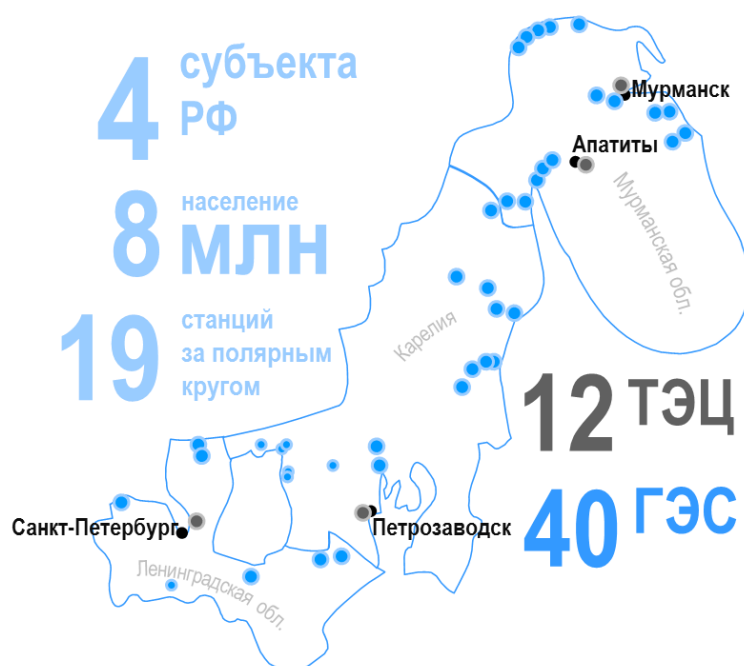 4
субъекта
РФ
8
население
млн
19
станций
за полярным
кругом
Мурманск
Апатиты
Мурманская обл.
Карелия
12 ТЭЦ
40 ГЭС
Санкт-Петербург
Петрозаводск
Ленинградская обл.